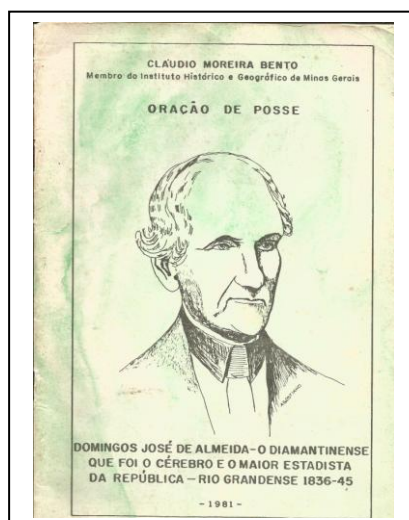 CLÁUDIO MOREIRA BENTO
Membro do Instituto Histórico e Geográfico de Minas Gerais
ORAÇÃO DE POSSE
DOMINGOS JOSÉ DE ALMEIDA-O DIAMANTINENSE
QUE FOI O CÉREBRO E O MAIOR ESTADISTA
DA REPÚBLICA - RIO GRANDENSE 1836-45
- 1981 -